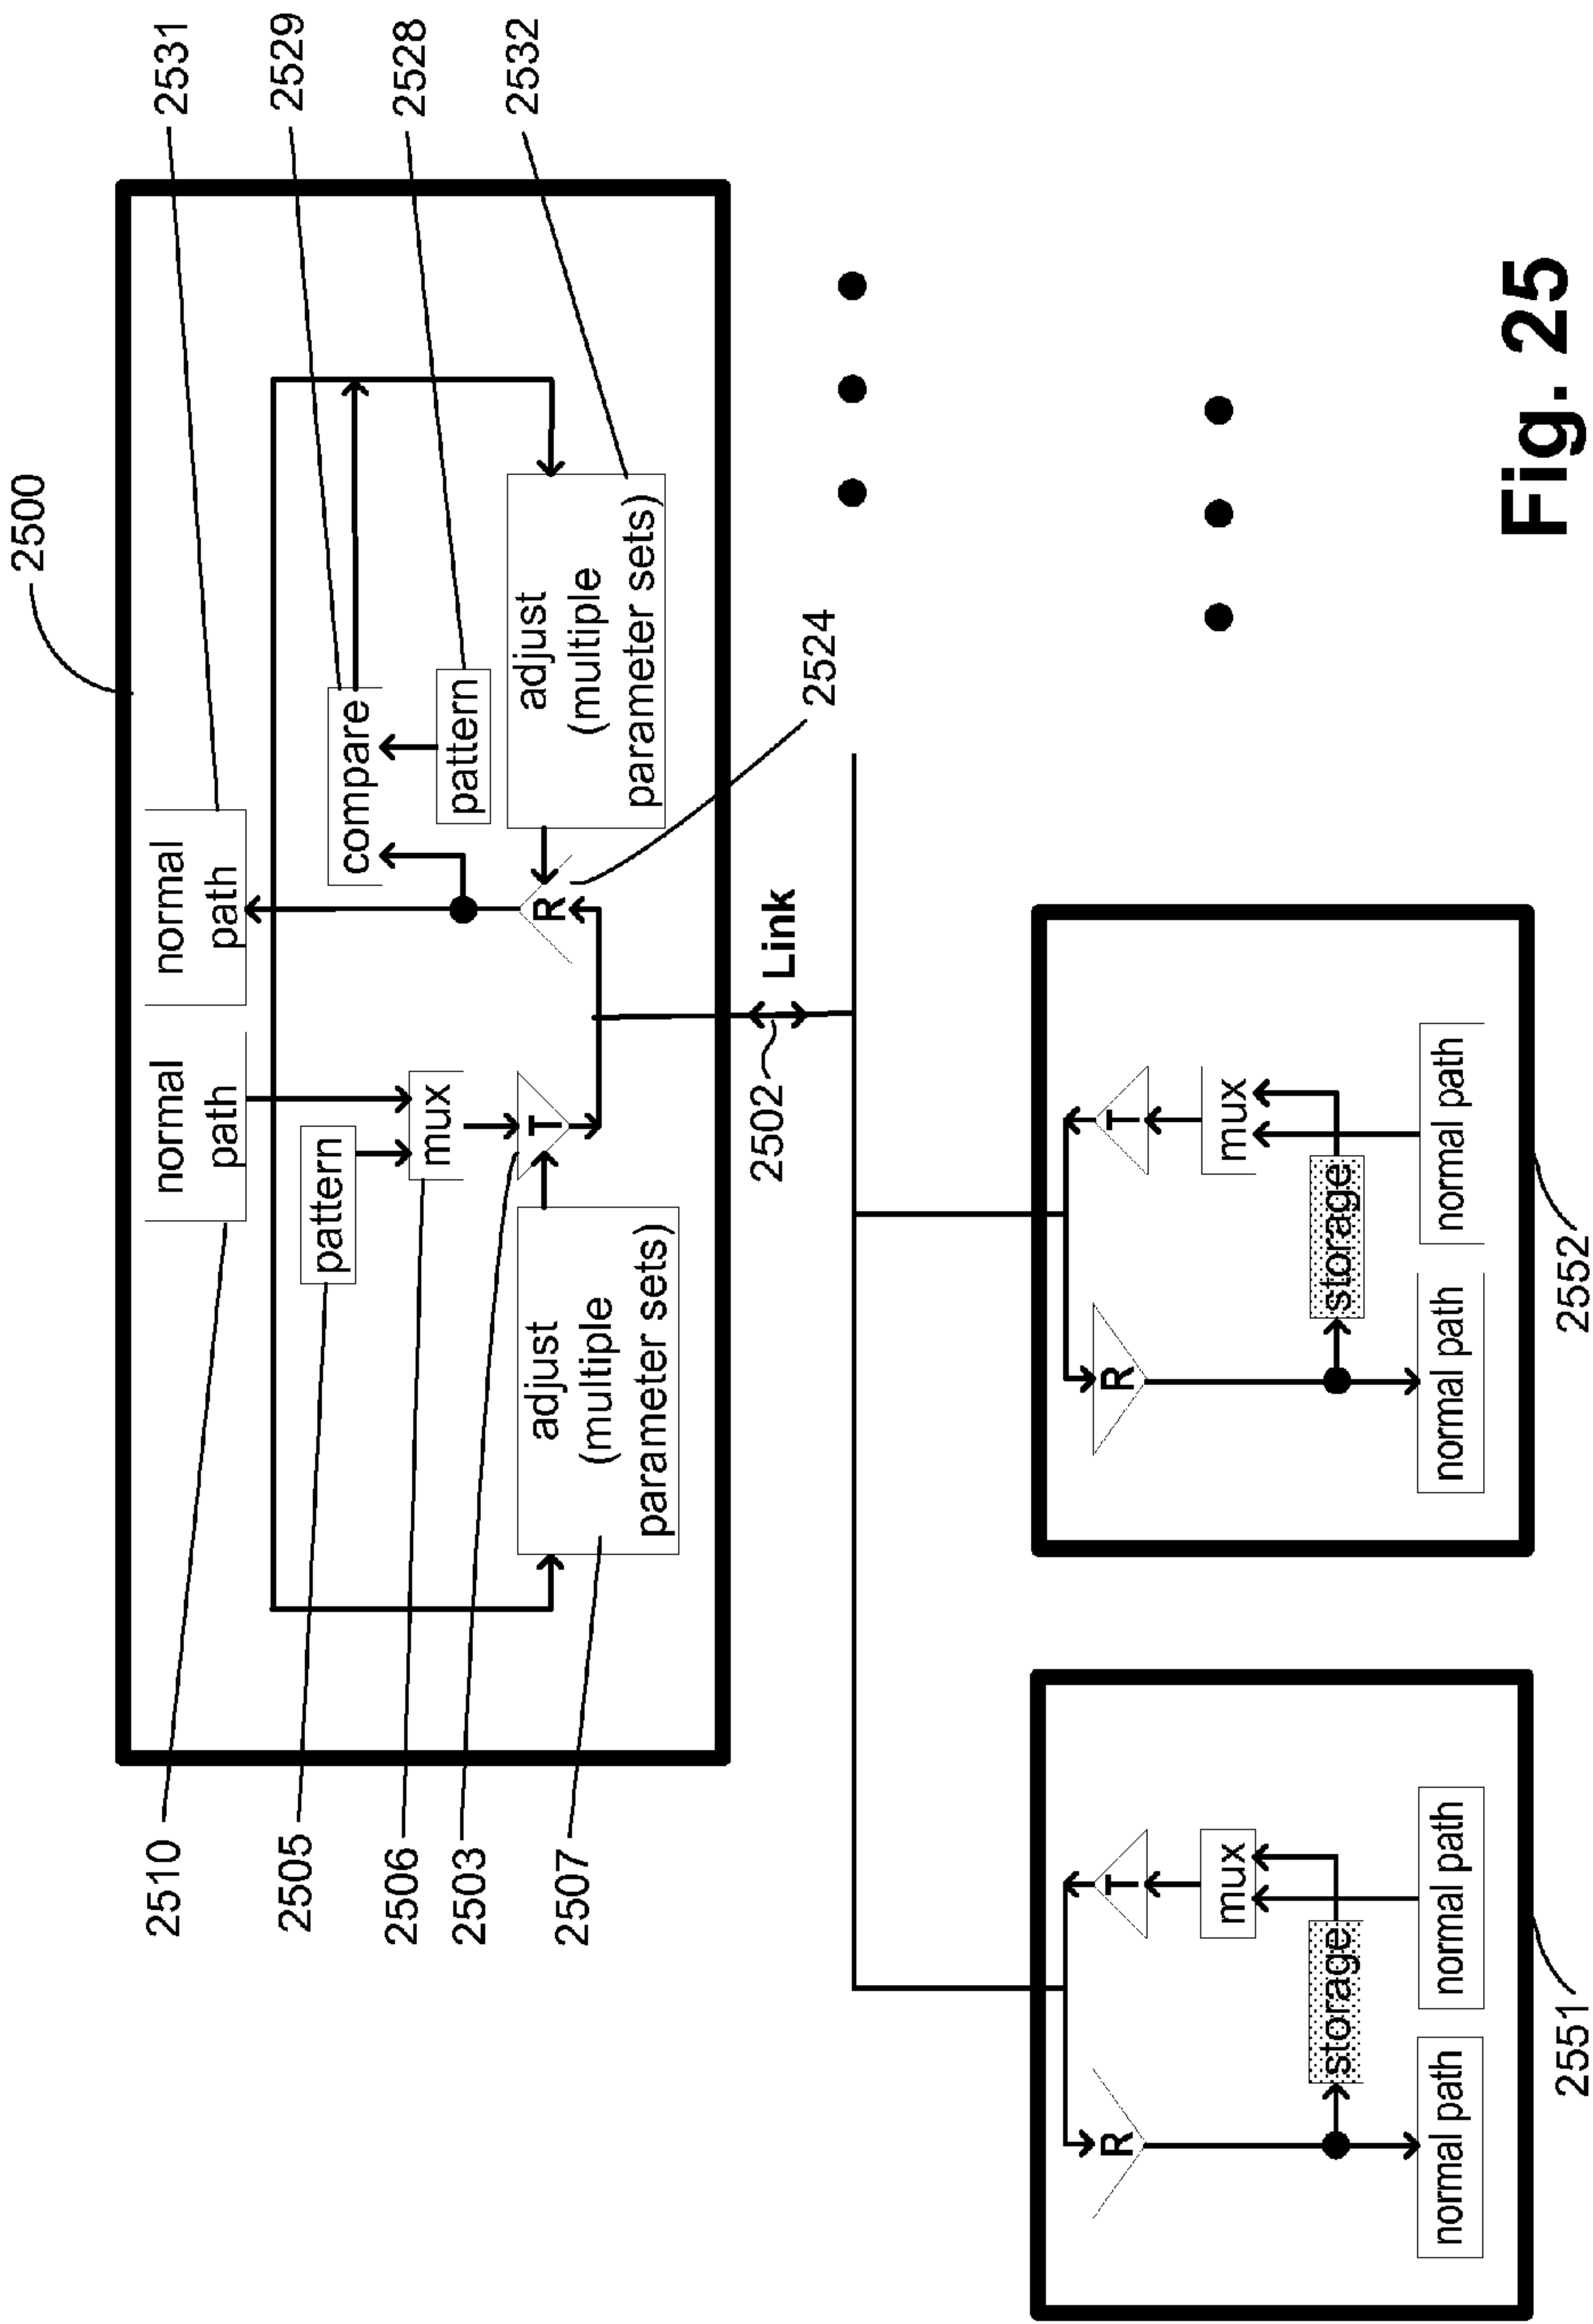 2500
2510
2505
2506
2503
2507
normal
path
normal
path
pattern
mux
T
adjust
(multiple
parameter sets)
compare
pattern
R
adjust
(multiple
parameter sets)
2531
2529
2528
2532
2524
2502
Link
R
T
mux
storage
normal path
normal path
2551
R
T
mux
storage
normal path
normal path
2552
Fig. 25